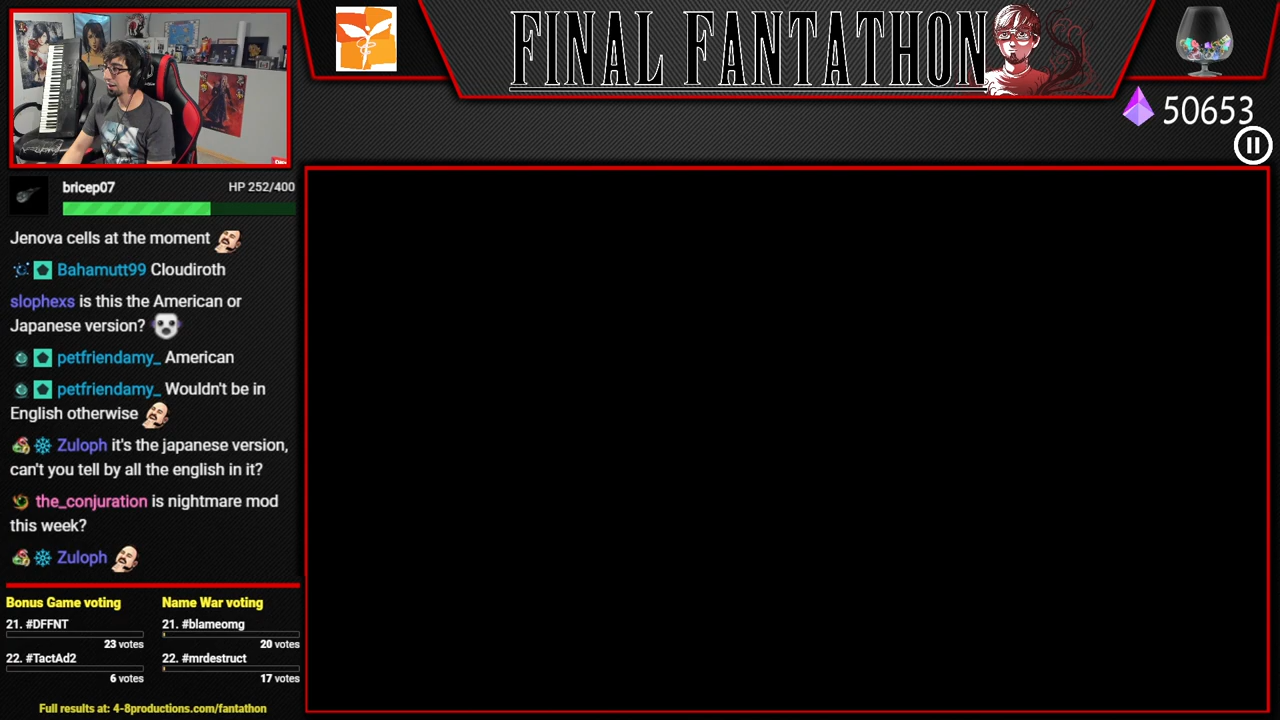 FINAL FANTATHON
50653
bricep07 HP 252/400
Jenova cells at the moment
Bahamutt99 Cloudiroth
slophexs is this the American or
Japanese version?
petfriendamy_ American
petfriendamy_ Wouldn't be in
English otherwise
Zuloph it's the japanese version,
can't you tell by all the english in it?
the_conjuration is nightmare mod
this week?
Zuloph
Bonus Game voting
21. #DFFNT
23 votes
22. #TactAd2
6 votes
Name War voting
21. #blameomg
20 votes
22. #mrdestruct
17 votes
Full results at: 4-8productions.com/fantathon